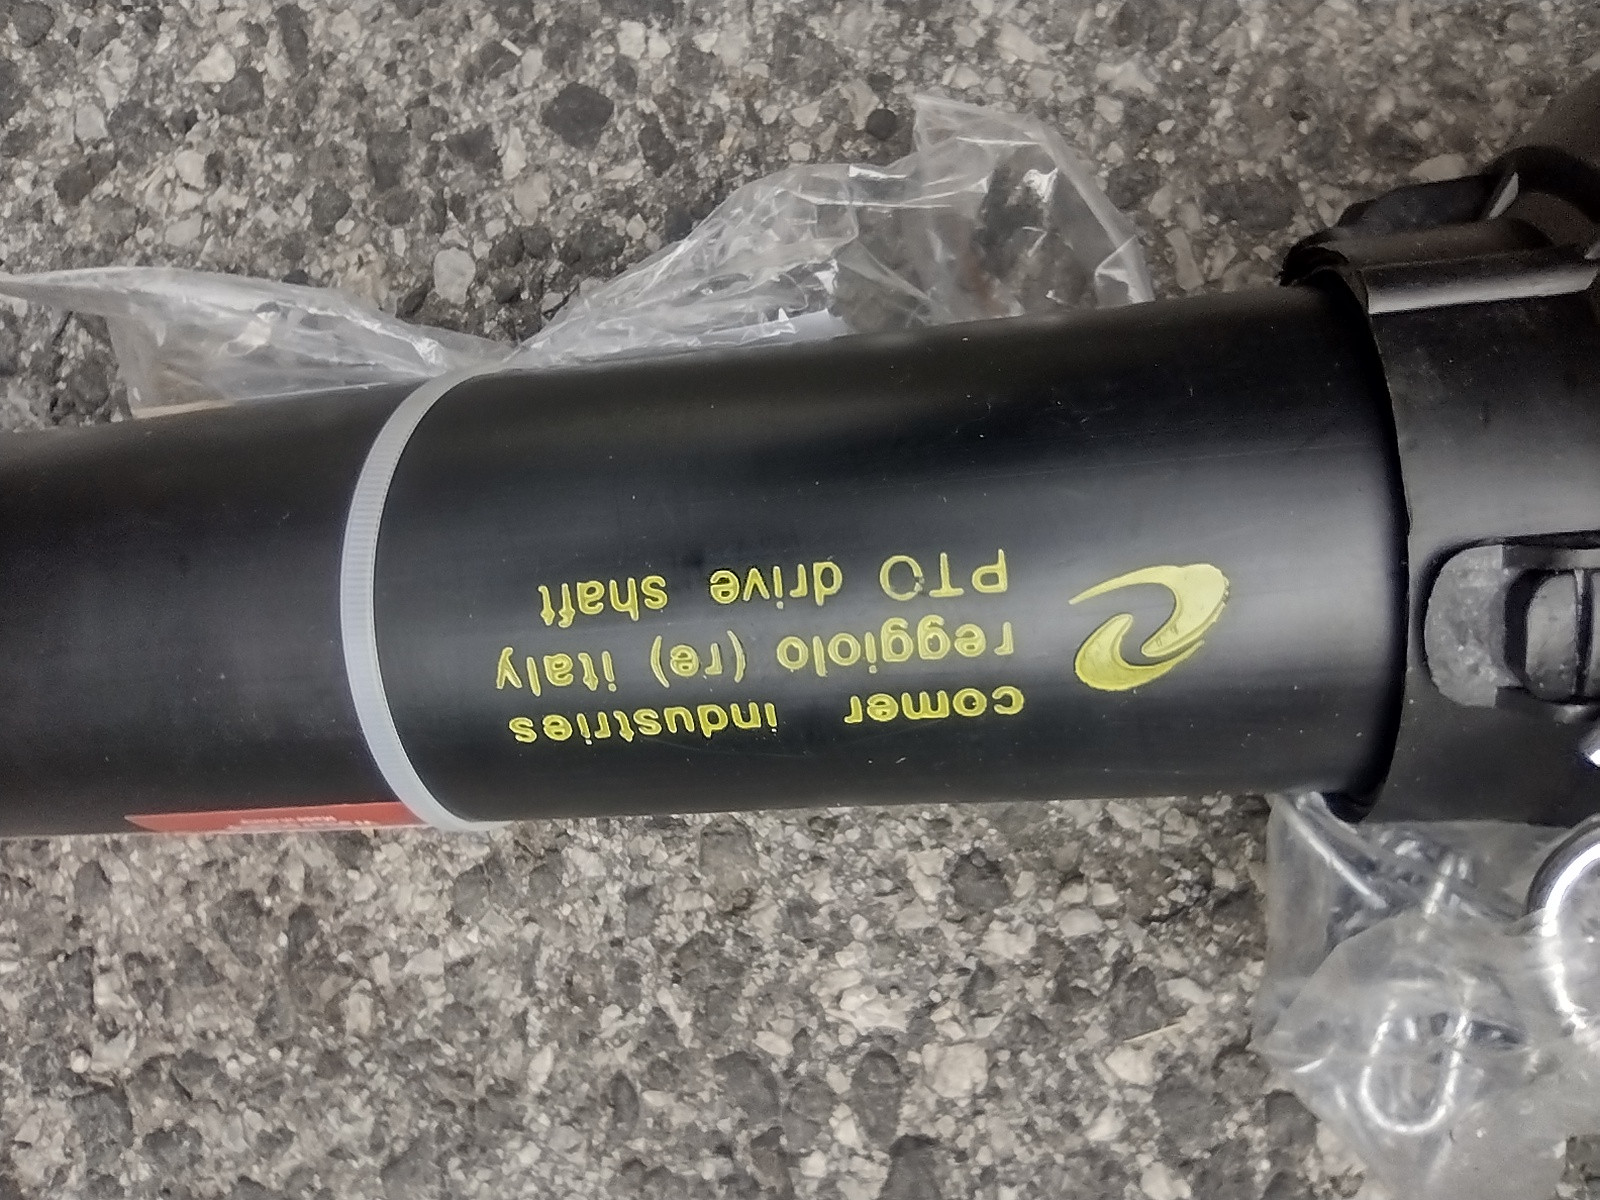 comer industries
reggiolo (re) italy
PTO drive shaft